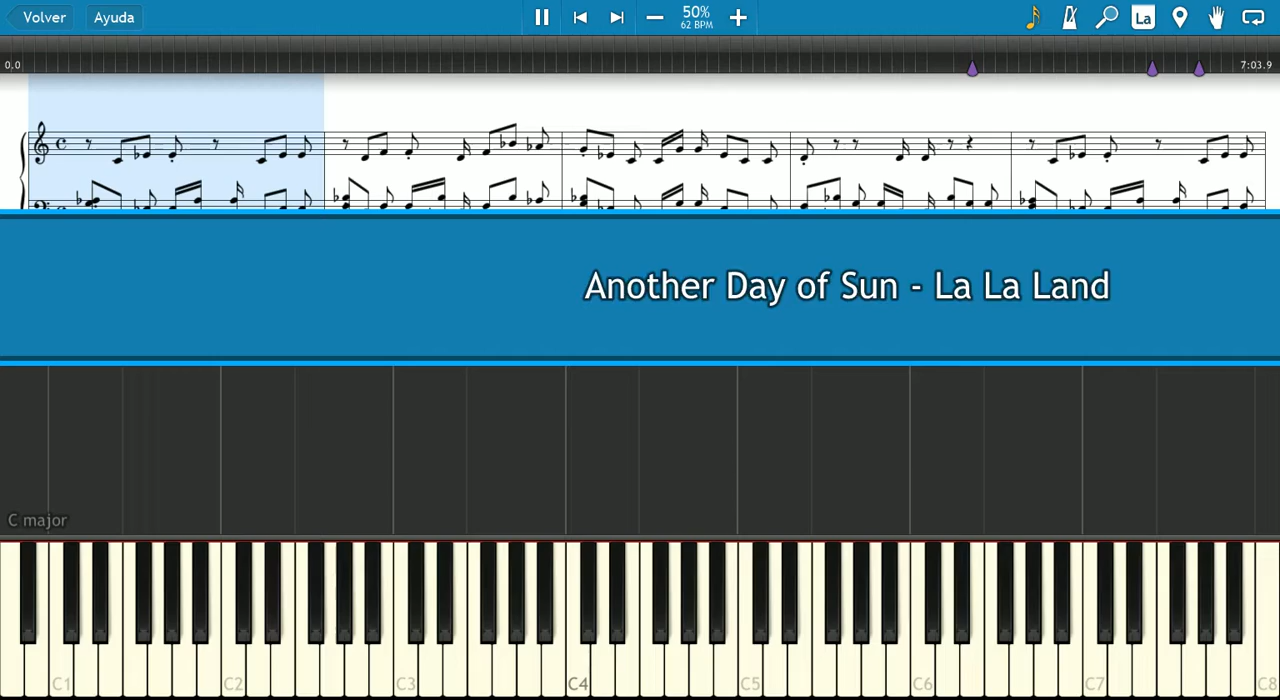 Volver Ayuda 50% La
62 BPM
0,0 7:03.9
Another Day of Sun - La La Land
C major
C1 C2 C3 C4 C5 C6 C7 C8